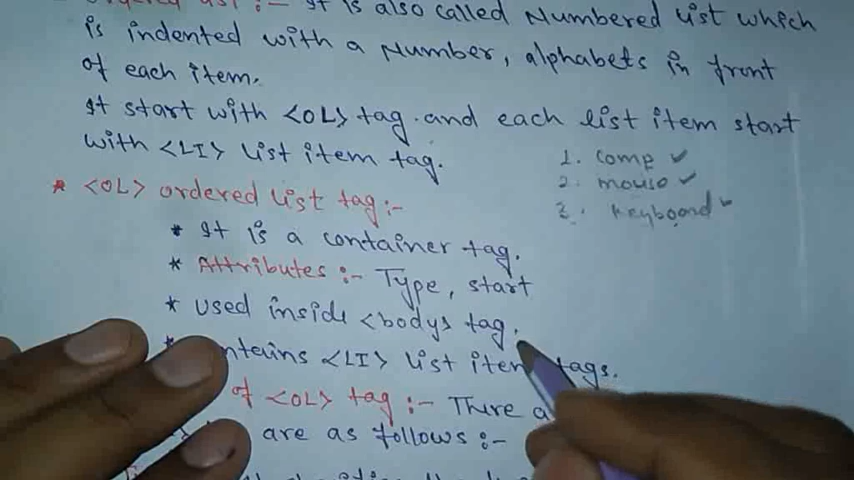 ordered list :- It is also called Numbered list which
is indented with a Number, alphabets in front
of each item.
It start with <OL> tag. and each list item start
with <LI> list item tag.
1. comp ✓
2. mouse ✓
3. Keyboard ✓
* <OL> ordered list tag :-
* It is a container tag.
* Attributes :- Type, start
* used inside <body> tag.
<LI> list item tags.
of <OL> tag :- There
are as follows :-